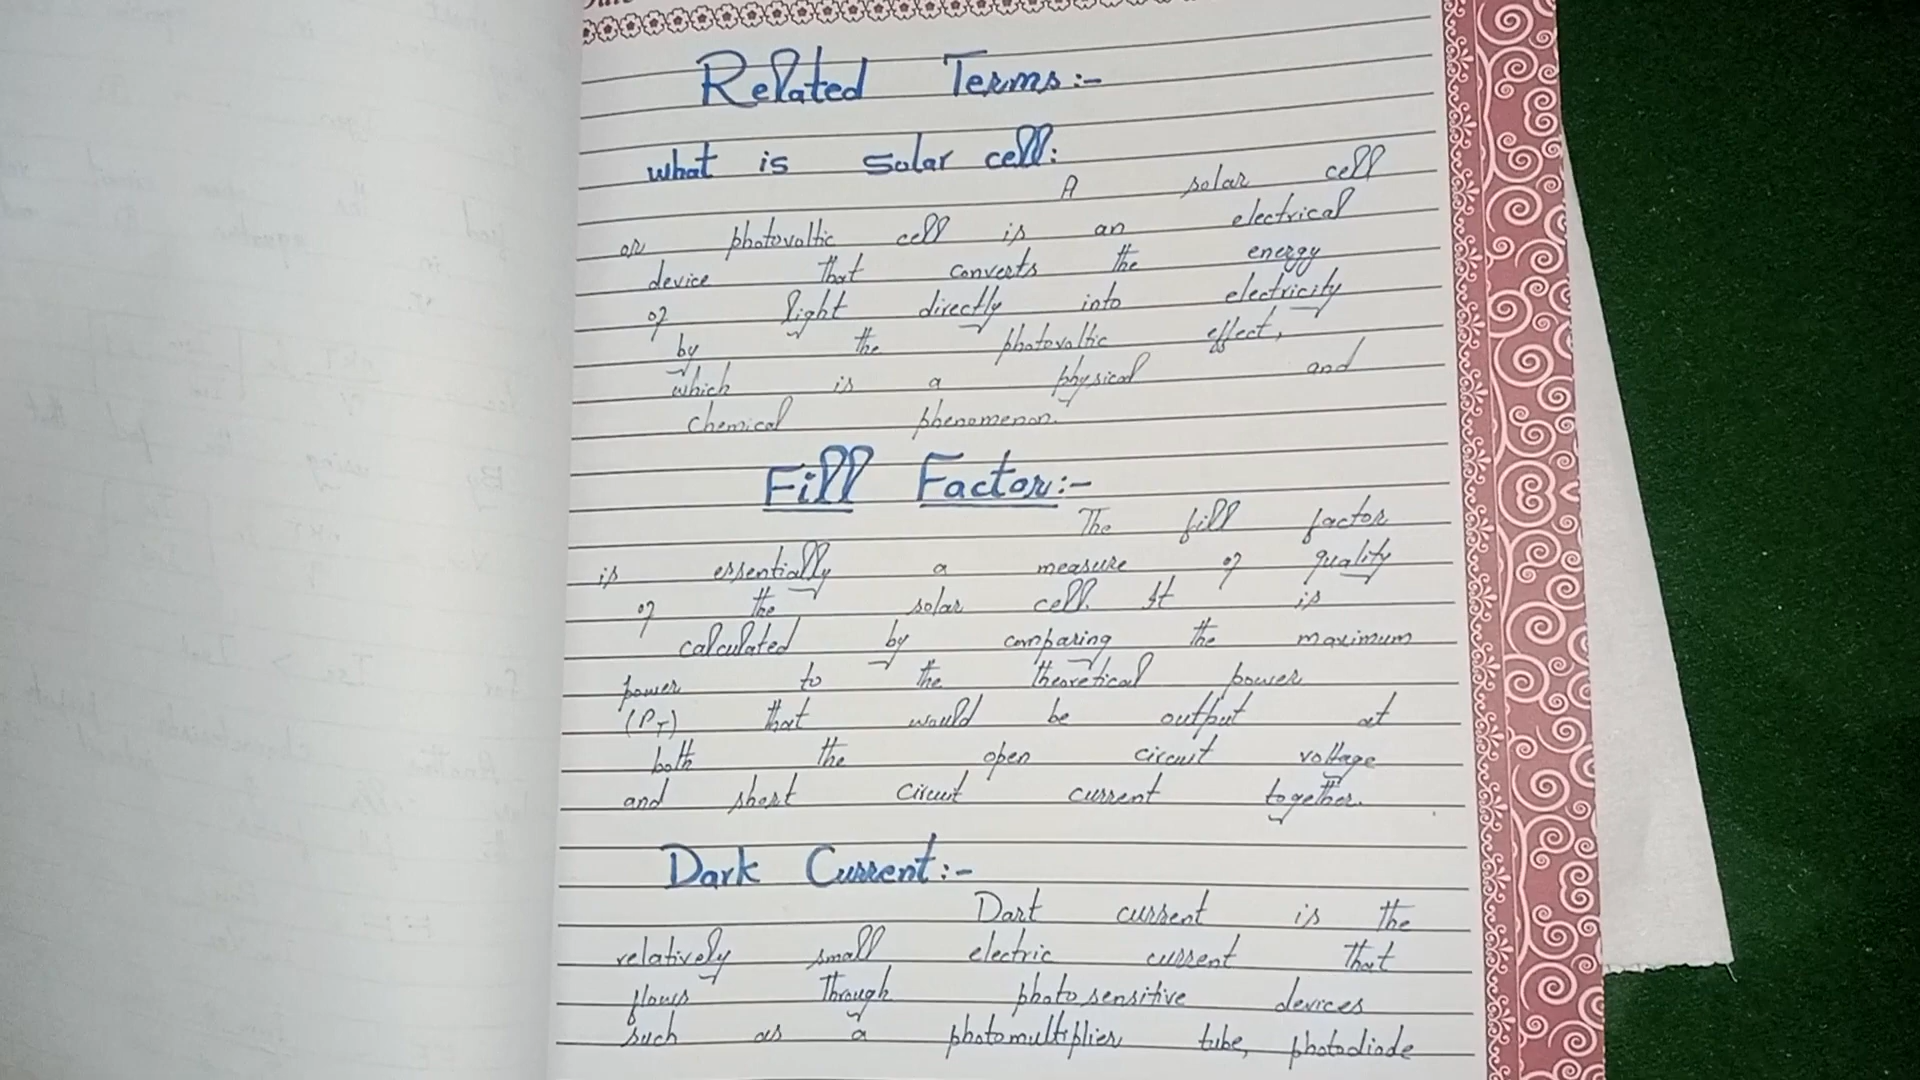 Related Terms:-
what is solar cell:
A solar cell
or photovoltic cell is an electrical
device that converts the energy
of light directly into electricity
by the photovoltic effect,
which is a physical and
chemical phenomenon.
Fill Factor:-
The fill factor
is essentially a measure of quality
of the solar cell. It is
calculated by comparing the maximum
power to the theoretical power
(PT) that would be output at
both the open circuit voltage
and short circuit current together.
Dark Current:-
Dart current is the
relatively small electric current that
flows through photosensitive devices
such as a photomultiplier tube, photodiode